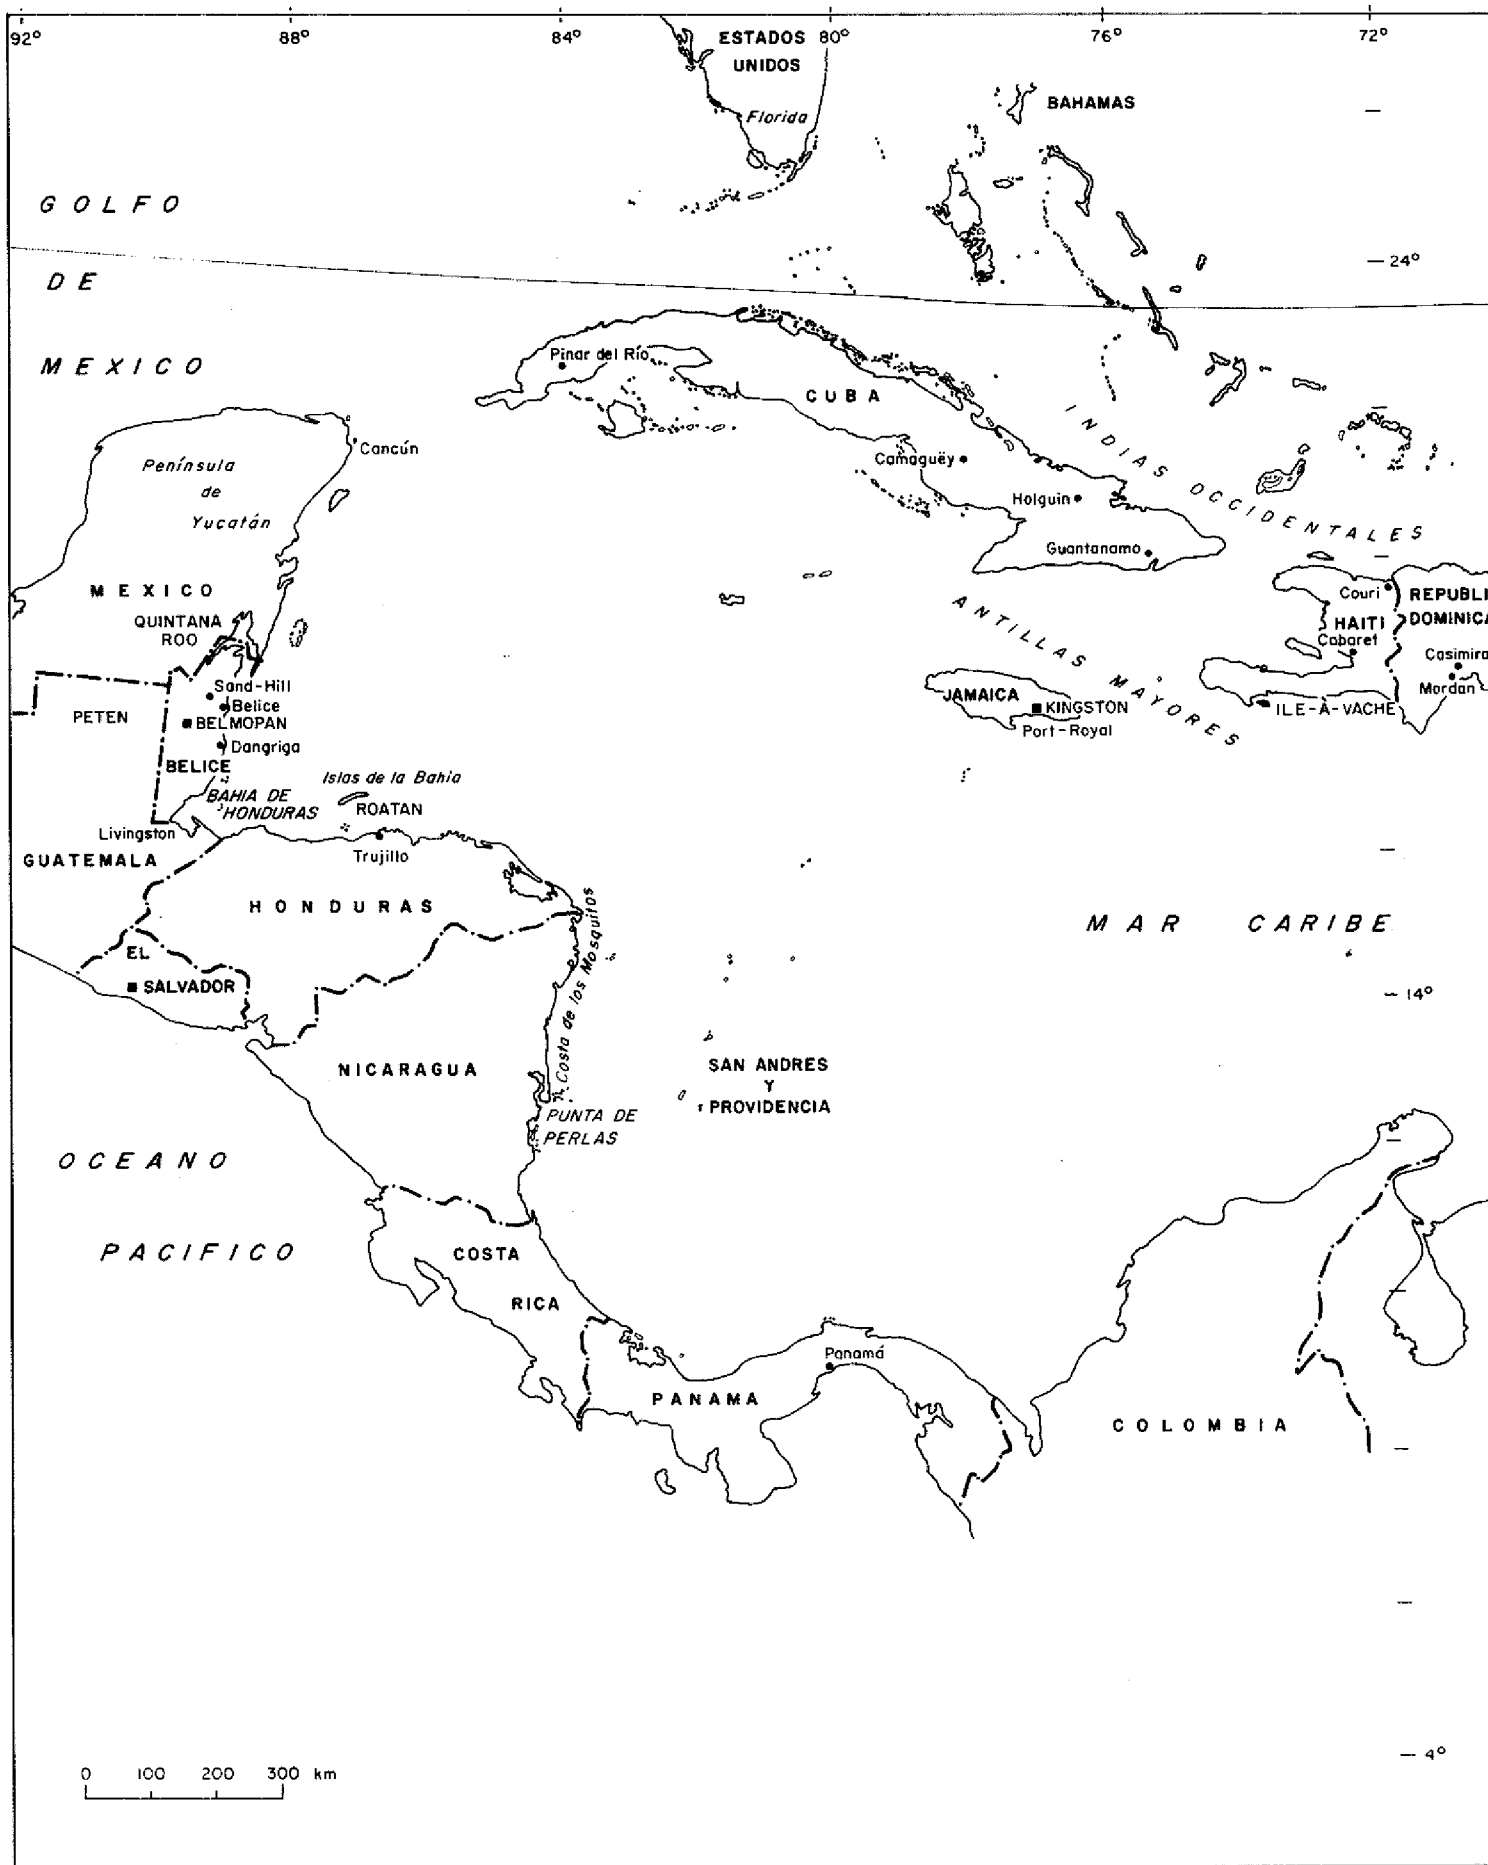 92°
88°
84°
80°
76°
72°
ESTADOS
UNIDOS
Florida
BAHAMAS
GOLFO
DE
MEXICO
24°
Pinar del Río
CUBA
Camaguëy
Holguin
Guantanamo
INDIAS OCCIDENTALES
Cancún
Península
de
Yucatán
MEXICO
QUINTANA
ROO
ANTILLAS MAYORES
Couri
HAITI
Cabaret
REPUBLI
DOMINICA
Casimira
Mordan
ILE-À-VACHE
JAMAICA
KINGSTON
Port-Royal
PETEN
Sand-Hill
Belice
BELMOPAN
Dangriga
BELICE
BAHIA DE
HONDURAS
Islas de la Bahia
ROATAN
Livingston
Trujillo
GUATEMALA
HONDURAS
EL
SALVADOR
Costa de los Mosquitos
MAR CARIBE
14°
NICARAGUA
SAN ANDRES
Y
PROVIDENCIA
PUNTA DE
PERLAS
OCEANO
PACIFICO
COSTA
RICA
Panamá
PANAMA
COLOMBIA
4°
0 100 200 300 km